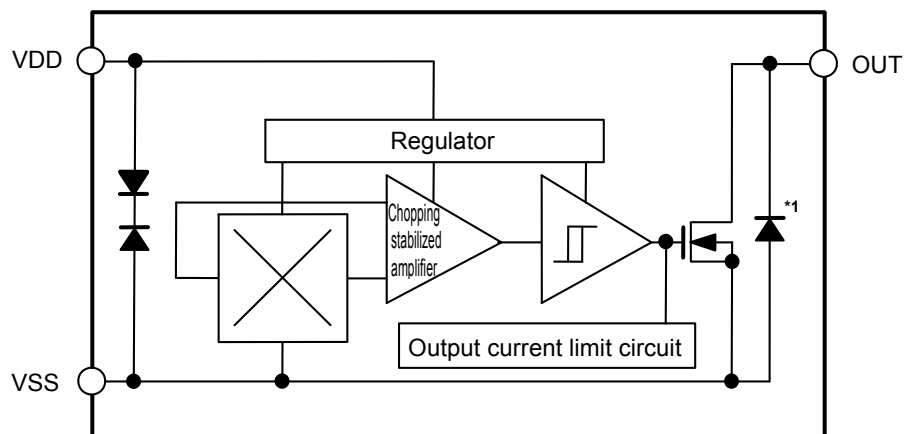 VDD
OUT
Regulator
Chopping
stabilized
amplifier
*1
Output current limit circuit
VSS